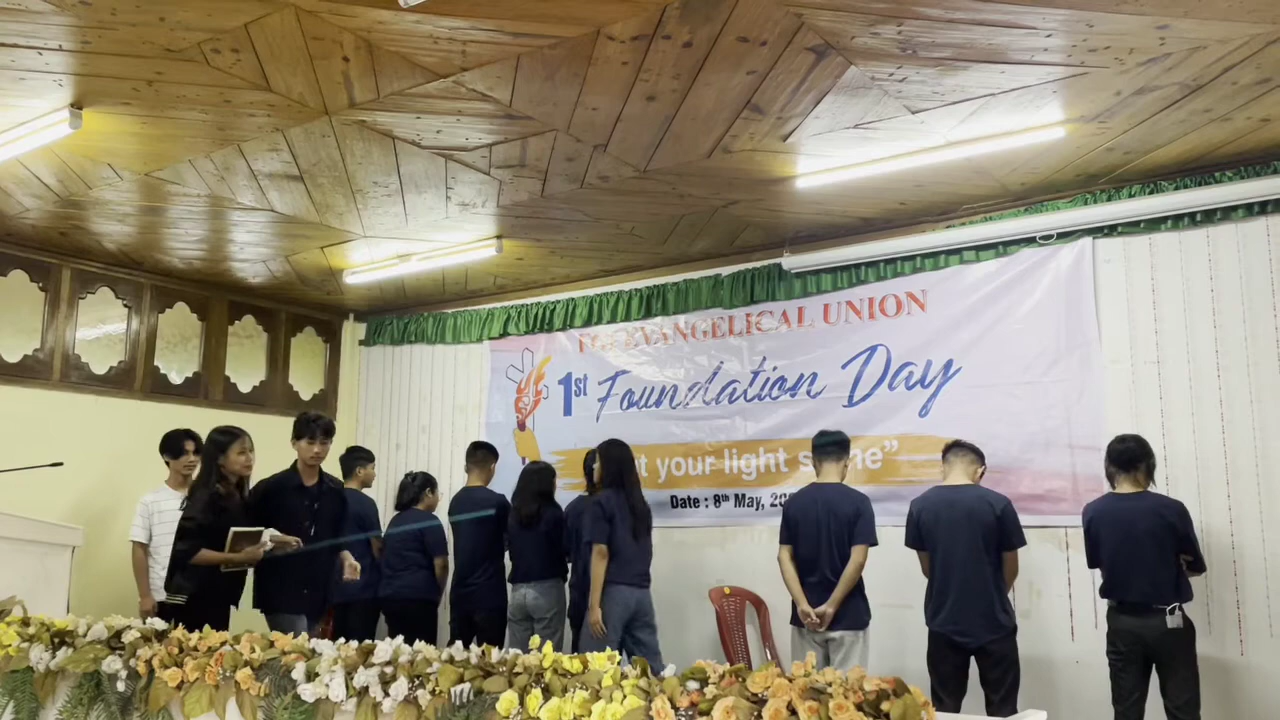 EVANGELICAL UNION
1st Foundation Day
your light
Date : 8th May,